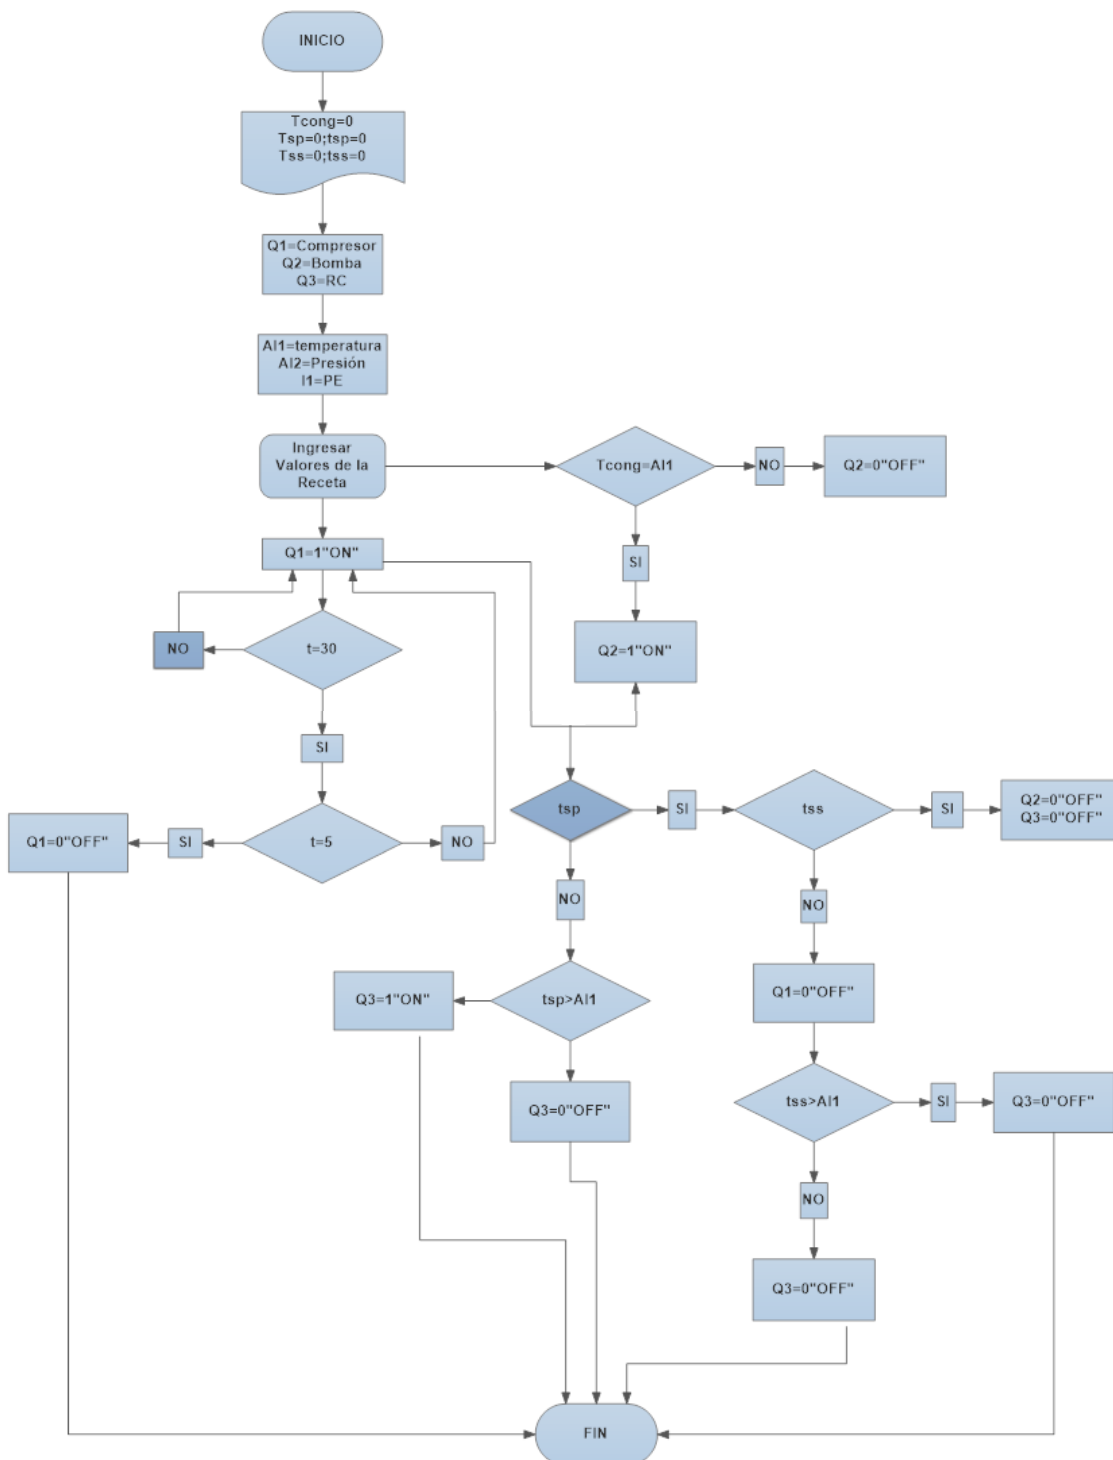 INICIO
Tcong=0
Tsp=0;tsp=0
Tss=0;tss=0
Q1=Compresor
Q2=Bomba
Q3=RC
AI1=temperatura
AI2=Presión
I1=PE
Ingresar
Valores de la
Receta
Tcong=AI1
NO
Q2=0"OFF"
Q1=1"ON"
SI
NO
t=30
Q2=1"ON"
SI
tsp
SI
tss
SI
Q2=0"OFF"
Q3=0"OFF"
Q1=0"OFF"
SI
t=5
NO
NO
NO
Q3=1"ON"
tsp>AI1
Q1=0"OFF"
Q3=0"OFF"
tss>AI1
SI
Q3=0"OFF"
NO
Q3=0"OFF"
FIN